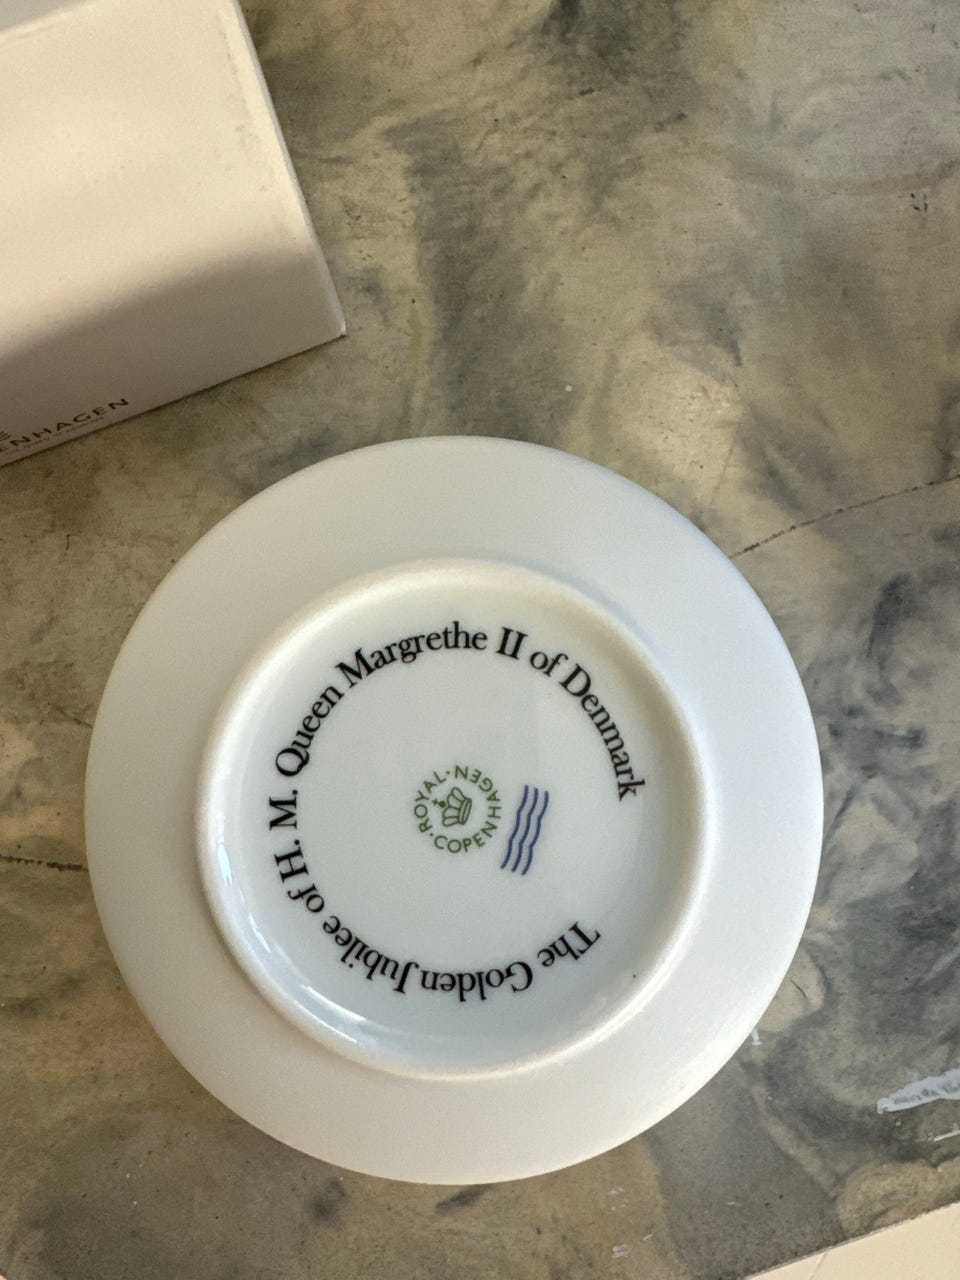 ENHAGEN
The Golden Jubilee of H. M. Queen Margrethe II of Denmark
ROYAL · COPENHAGEN ·